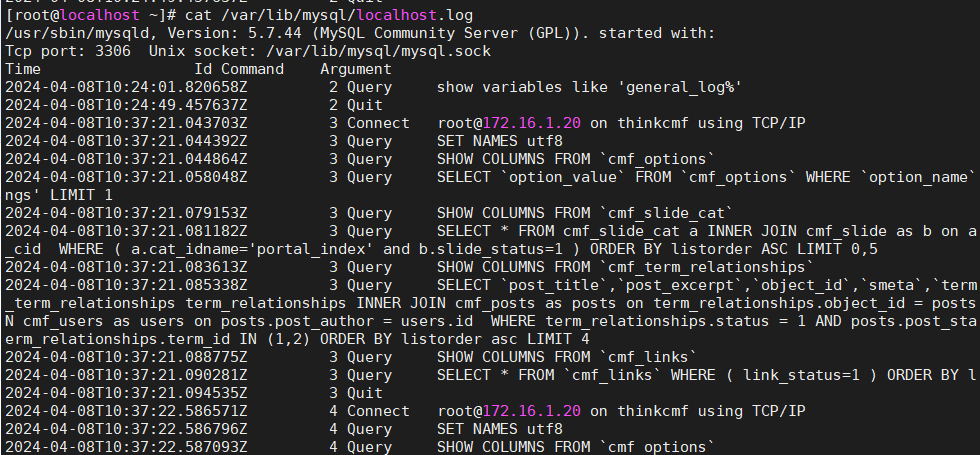 [root@localhost ~]# cat /var/lib/mysql/localhost.log
/usr/sbin/mysqld, Version: 5.7.44 (MySQL Community Server (GPL)). started with:
Tcp port: 3306  Unix socket: /var/lib/mysql/mysql.sock
Time                 Id Command    Argument
2024-04-08T10:24:01.820658Z        2 Query     show variables like 'general_log%'
2024-04-08T10:24:49.457637Z        2 Quit
2024-04-08T10:37:21.043703Z        3 Connect   root@172.16.1.20 on thinkcmf using TCP/IP
2024-04-08T10:37:21.044392Z        3 Query     SET NAMES utf8
2024-04-08T10:37:21.044864Z        3 Query     SHOW COLUMNS FROM `cmf_options`
2024-04-08T10:37:21.058048Z        3 Query     SELECT `option_value` FROM `cmf_options` WHERE `option_name`
ngs' LIMIT 1
2024-04-08T10:37:21.079153Z        3 Query     SHOW COLUMNS FROM `cmf_slide_cat`
2024-04-08T10:37:21.081182Z        3 Query     SELECT * FROM cmf_slide_cat a INNER JOIN cmf_slide as b on a
_cid  WHERE ( a.cat_idname='portal_index' and b.slide_status=1 ) ORDER BY listorder ASC LIMIT 0,5
2024-04-08T10:37:21.083613Z        3 Query     SHOW COLUMNS FROM `cmf_term_relationships`
2024-04-08T10:37:21.085338Z        3 Query     SELECT `post_title`,`post_excerpt`,`object_id`,`smeta`,`term
_term_relationships term_relationships INNER JOIN cmf_posts as posts on term_relationships.object_id = posts
N cmf_users as users on posts.post_author = users.id  WHERE term_relationships.status = 1 AND posts.post_sta
erm_relationships.term_id IN (1,2) ORDER BY listorder asc LIMIT 4
2024-04-08T10:37:21.088775Z        3 Query     SHOW COLUMNS FROM `cmf_links`
2024-04-08T10:37:21.090281Z        3 Query     SELECT * FROM `cmf_links` WHERE ( link_status=1 ) ORDER BY l
2024-04-08T10:37:21.094535Z        3 Quit
2024-04-08T10:37:22.586571Z        4 Connect   root@172.16.1.20 on thinkcmf using TCP/IP
2024-04-08T10:37:22.586796Z        4 Query     SET NAMES utf8
2024-04-08T10:37:22.587093Z        4 Query     SHOW COLUMNS FROM `cmf_options`